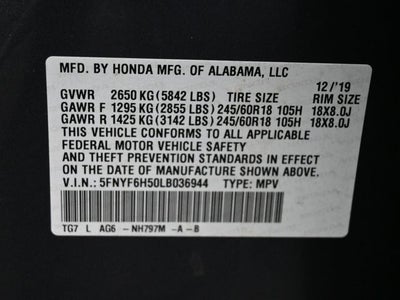 MFD. BY HONDA MFG. OF ALABAMA, LLC
12/'19
GVWR 2650 KG (5842 LBS) TIRE SIZE RIM SIZE
GAWR F 1295 KG (2855 LBS) 245/60R18 105H 18X8.0J
GAWR R 1425 KG (3142 LBS) 245/60R18 105H 18X8.0J
THIS VEHICLE CONFORMS TO ALL APPLICABLE
FEDERAL MOTOR VEHICLE SAFETY
AND THEFT PREVENTION STANDARDS IN EFFECT
ON THE DATE OF MANUFACTURE SHOWN ABOVE.
V.I.N.: 5FNYF6H50LB036944 TYPE: MPV
TG7 L AG6 -NH797M -A-B